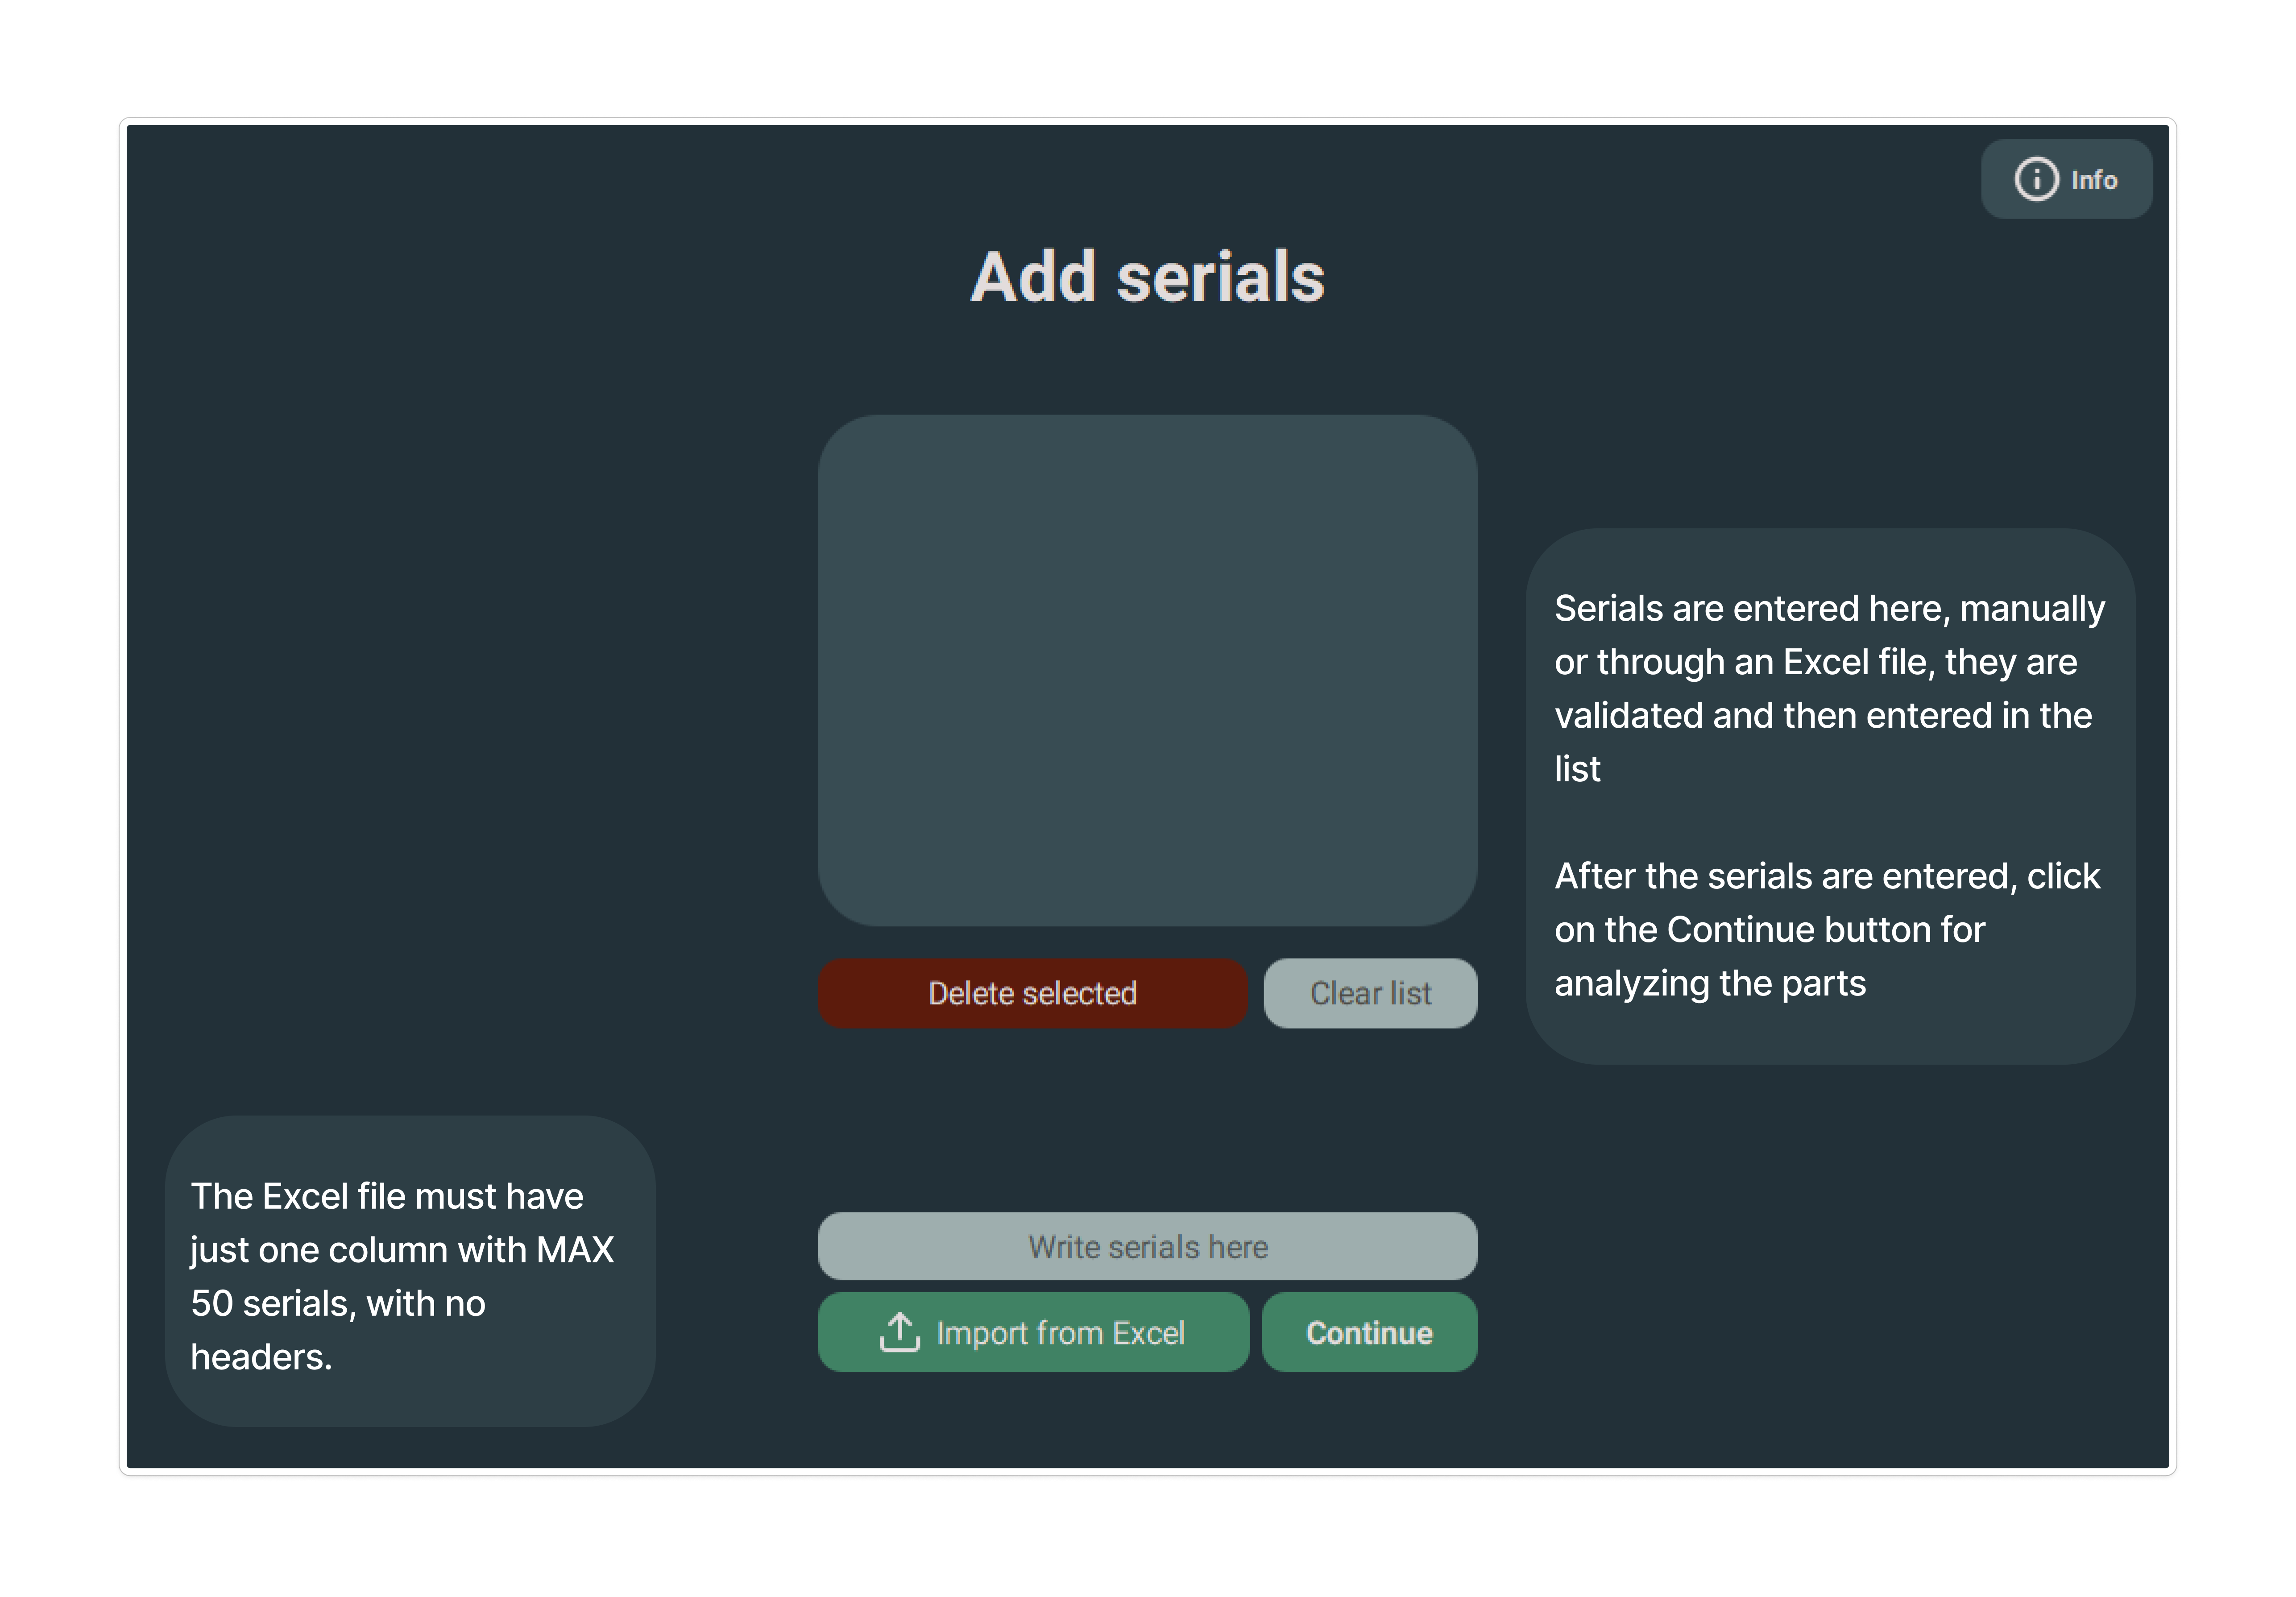 Info
Add serials
Serials are entered here, manually
or through an Excel file, they are
validated and then entered in the
list
After the serials are entered, click
on the Continue button for
analyzing the parts
Delete selected
Clear list
The Excel file must have
just one column with MAX
50 serials, with no
headers.
Write serials here
Import from Excel
Continue